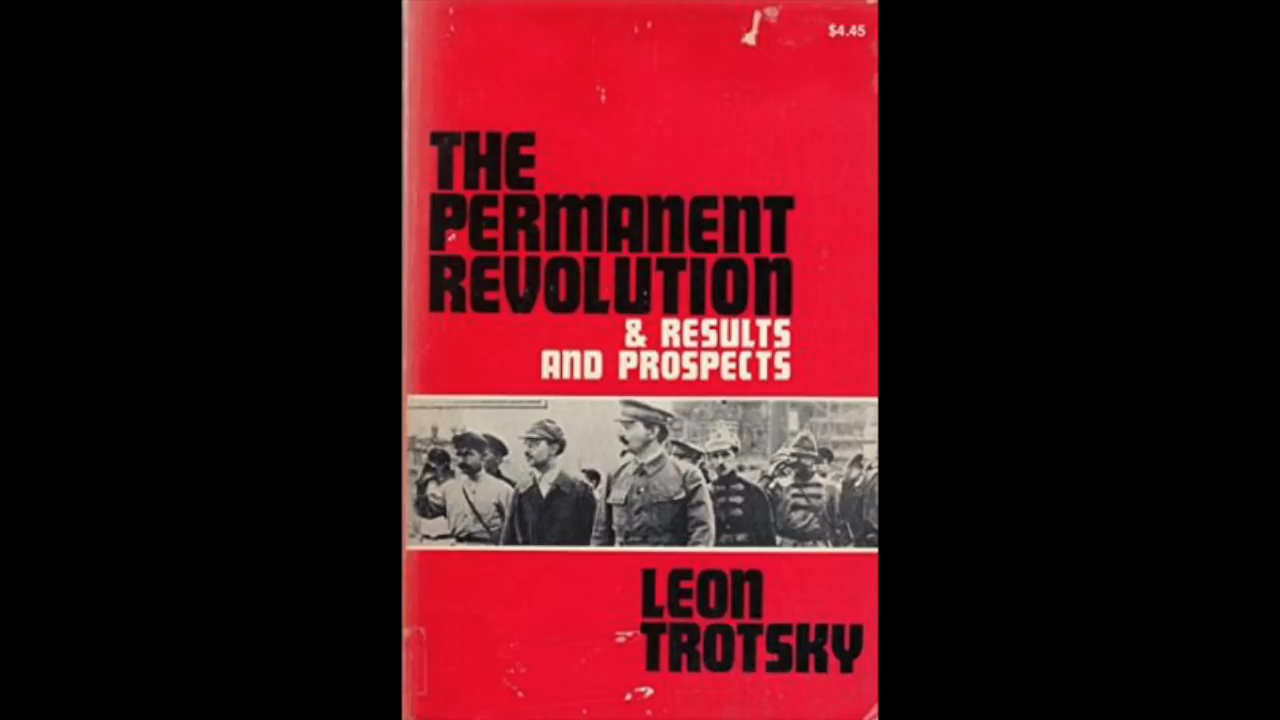 $4.45
THE
PERMANENT
REVOLUTION
& RESULTS
AND PROSPECTS
LEON
TROTSKY